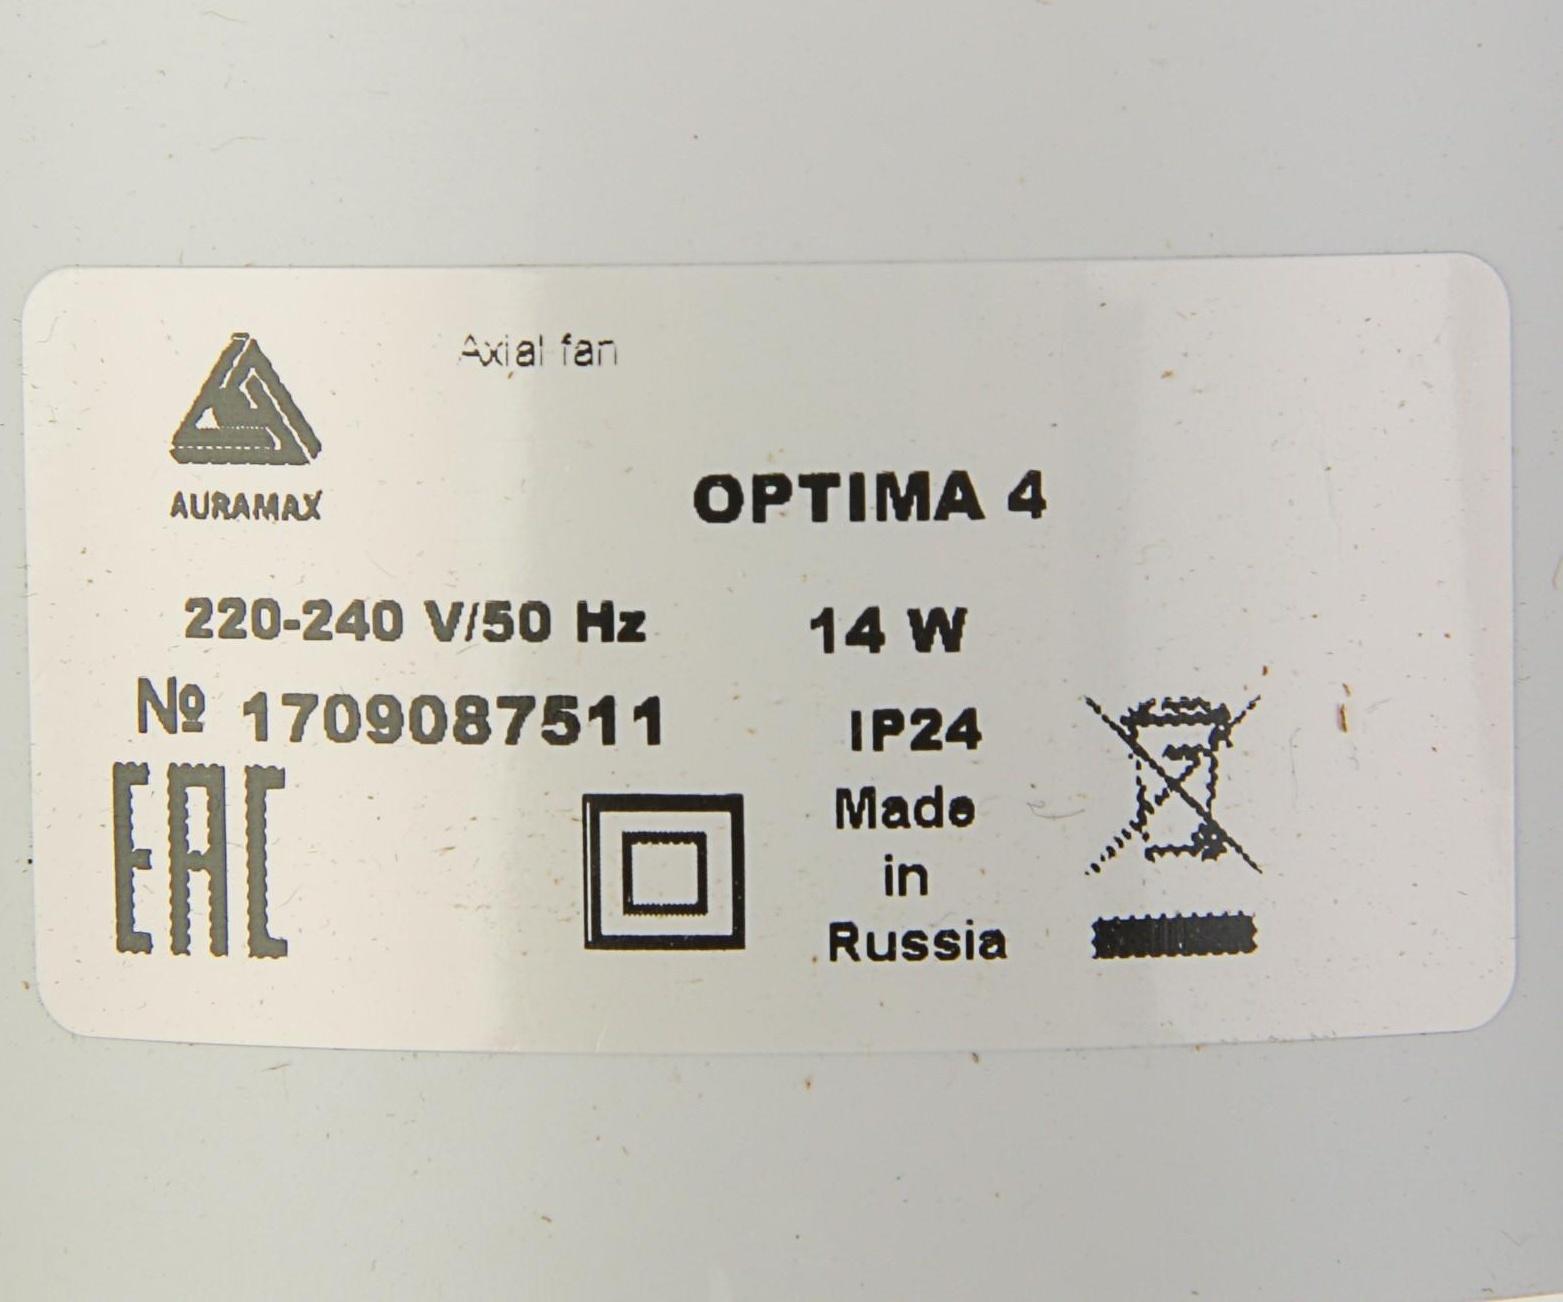 Axial fan
AURAMAX
OPTIMA 4
220-240 V/50 Hz 14 W
№ 1709087511 IP24
EAC
Made
in
Russia